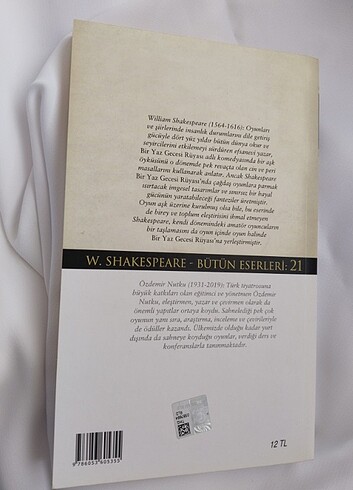 William Shakespeare (1564-1616): Oyunları
ve şiirlerinde insanlık durumlarını dile getiriş
gücüyle dört yüz yıldır bütün dünya okur ve
seyircilerini etkilemeyi sürdüren efsanevi yazar,
Bir Yaz Gecesi Rüyası adlı komedyasında bir aşk
öyküsünü o dönemde pek revaçta olan cin ve peri
masallarını kullanarak anlatır. Ancak Shakespeare
Bir Yaz Gecesi Rüyası'nda çağdaş oyunlara parmak
ısırtacak imgesel tasarımlar ve sınırsız bir hayal
gücünün yaratabileceği fanteziler üretmiştir.
Oyun aşk üzerine kurulmuş olsa bile, bu eserinde
de birey ve toplum eleştirisini ihmal etmeyen
Shakespeare, kendi dönemindeki amatör oyuncuların
bir taşlamasını da oyun içinde oyun halinde
Bir Yaz Gecesi Rüyası'na yerleştirmiştir.
W. SHAKESPEARE - BÜTÜN ESERLERİ: 21
Özdemir Nutku (1931-2019): Türk tiyatrosuna
büyük katkıları olan eğitimci ve yönetmen Özdemir
Nutku, eleştirmen, yazar ve çevirmen olarak da
önemli yapıtlar ortaya koydu. Sahnelediği pek çok
oyunun yanı sıra, araştırma, inceleme ve çevirileriyle
de ödüller kazandı. Ülkemizde olduğu kadar yurt
dışında da sahneye koyduğu oyunlar, verdiği ders ve
konferanslarla tanınmaktadır.
12 TL
9786053605355